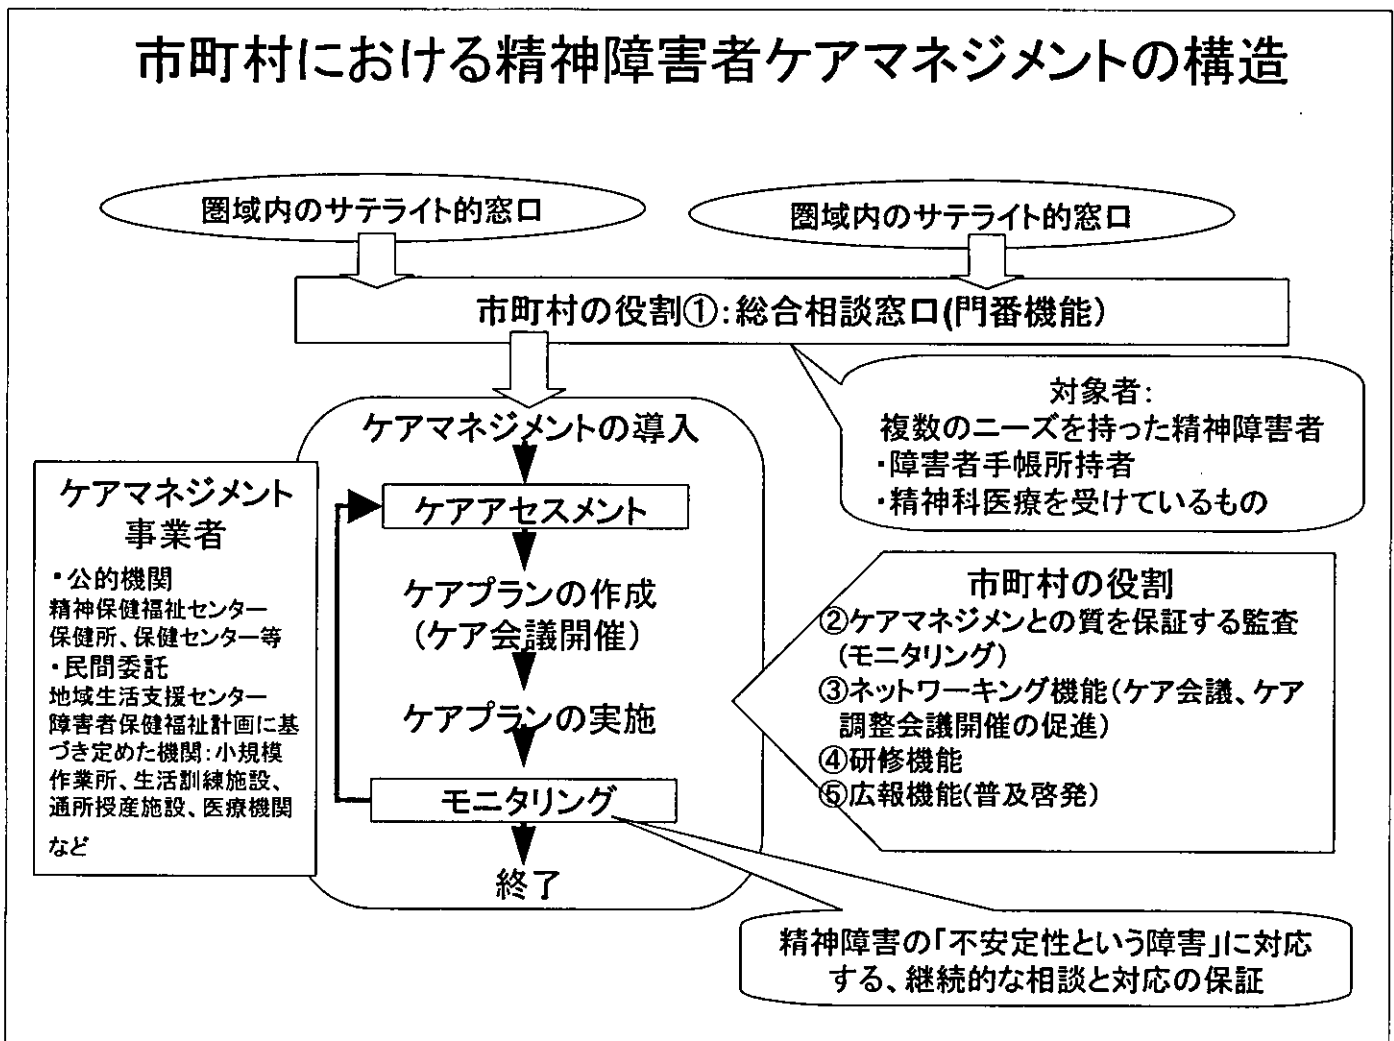 市町村における精神障害者ケアマネジメントの構造
圏域内のサテライト的窓口
圏域内のサテライト的窓口
市町村の役割①:総合相談窓口(門番機能)
対象者:
複数のニーズを持った精神障害者
・障害者手帳所持者
・精神科医療を受けているもの
ケアマネジメントの導入
ケアアセスメント
ケアプランの作成
(ケア会議開催)
ケアプランの実施
モニタリング
終了
ケアマネジメント
事業者
・公的機関
精神保健福祉センター
保健所、保健センター等
・民間委託
地域生活支援センター
障害者保健福祉計画に基
づき定めた機関:小規模
作業所、生活訓練施設、
通所授産施設、医療機関
など
市町村の役割
②ケアマネジメンとの質を保証する監査
(モニタリング)
③ネットワーキング機能(ケア会議、ケア
調整会議開催の促進)
④研修機能
⑤広報機能(普及啓発)
精神障害の「不安定性という障害」に対応
する、継続的な相談と対応の保証